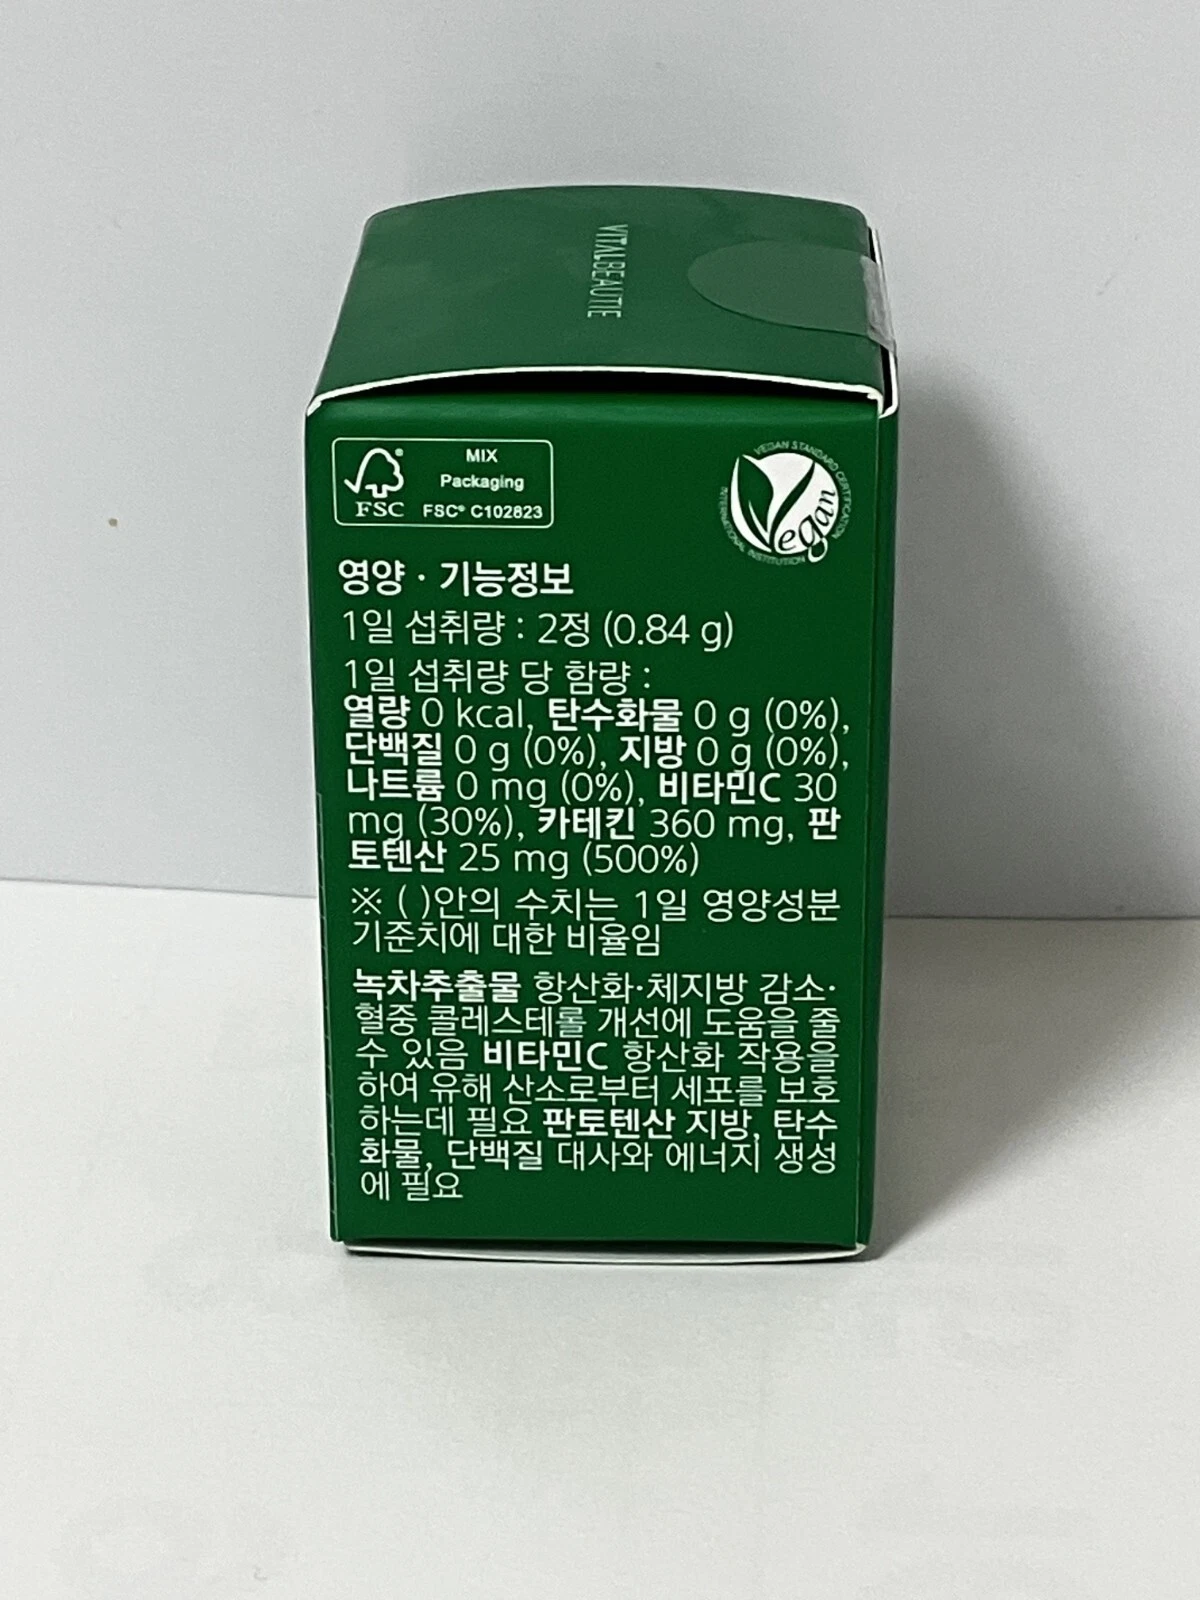 VITALBEAUTIE
MIX
Packaging
FSC® C102823
FSC
VEGAN STANDARD CERTIFICATION
INTERNATIONAL INSTITUTION
Vegan
영양 · 기능정보
1일 섭취량 : 2정 (0.84 g)
1일 섭취량 당 함량 :
열량 0 kcal, 탄수화물 0 g (0%),
단백질 0 g (0%), 지방 0 g (0%),
나트륨 0 mg (0%), 비타민C 30
mg (30%), 카테킨 360 mg, 판
토텐산 25 mg (500%)
※ ( )안의 수치는 1일 영양성분
기준치에 대한 비율임
녹차추출물 항산화·체지방 감소·
혈중 콜레스테롤 개선에 도움을 줄
수 있음 비타민C 항산화 작용을
하여 유해 산소로부터 세포를 보호
하는데 필요 판토텐산 지방, 탄수
화물, 단백질 대사와 에너지 생성
에 필요